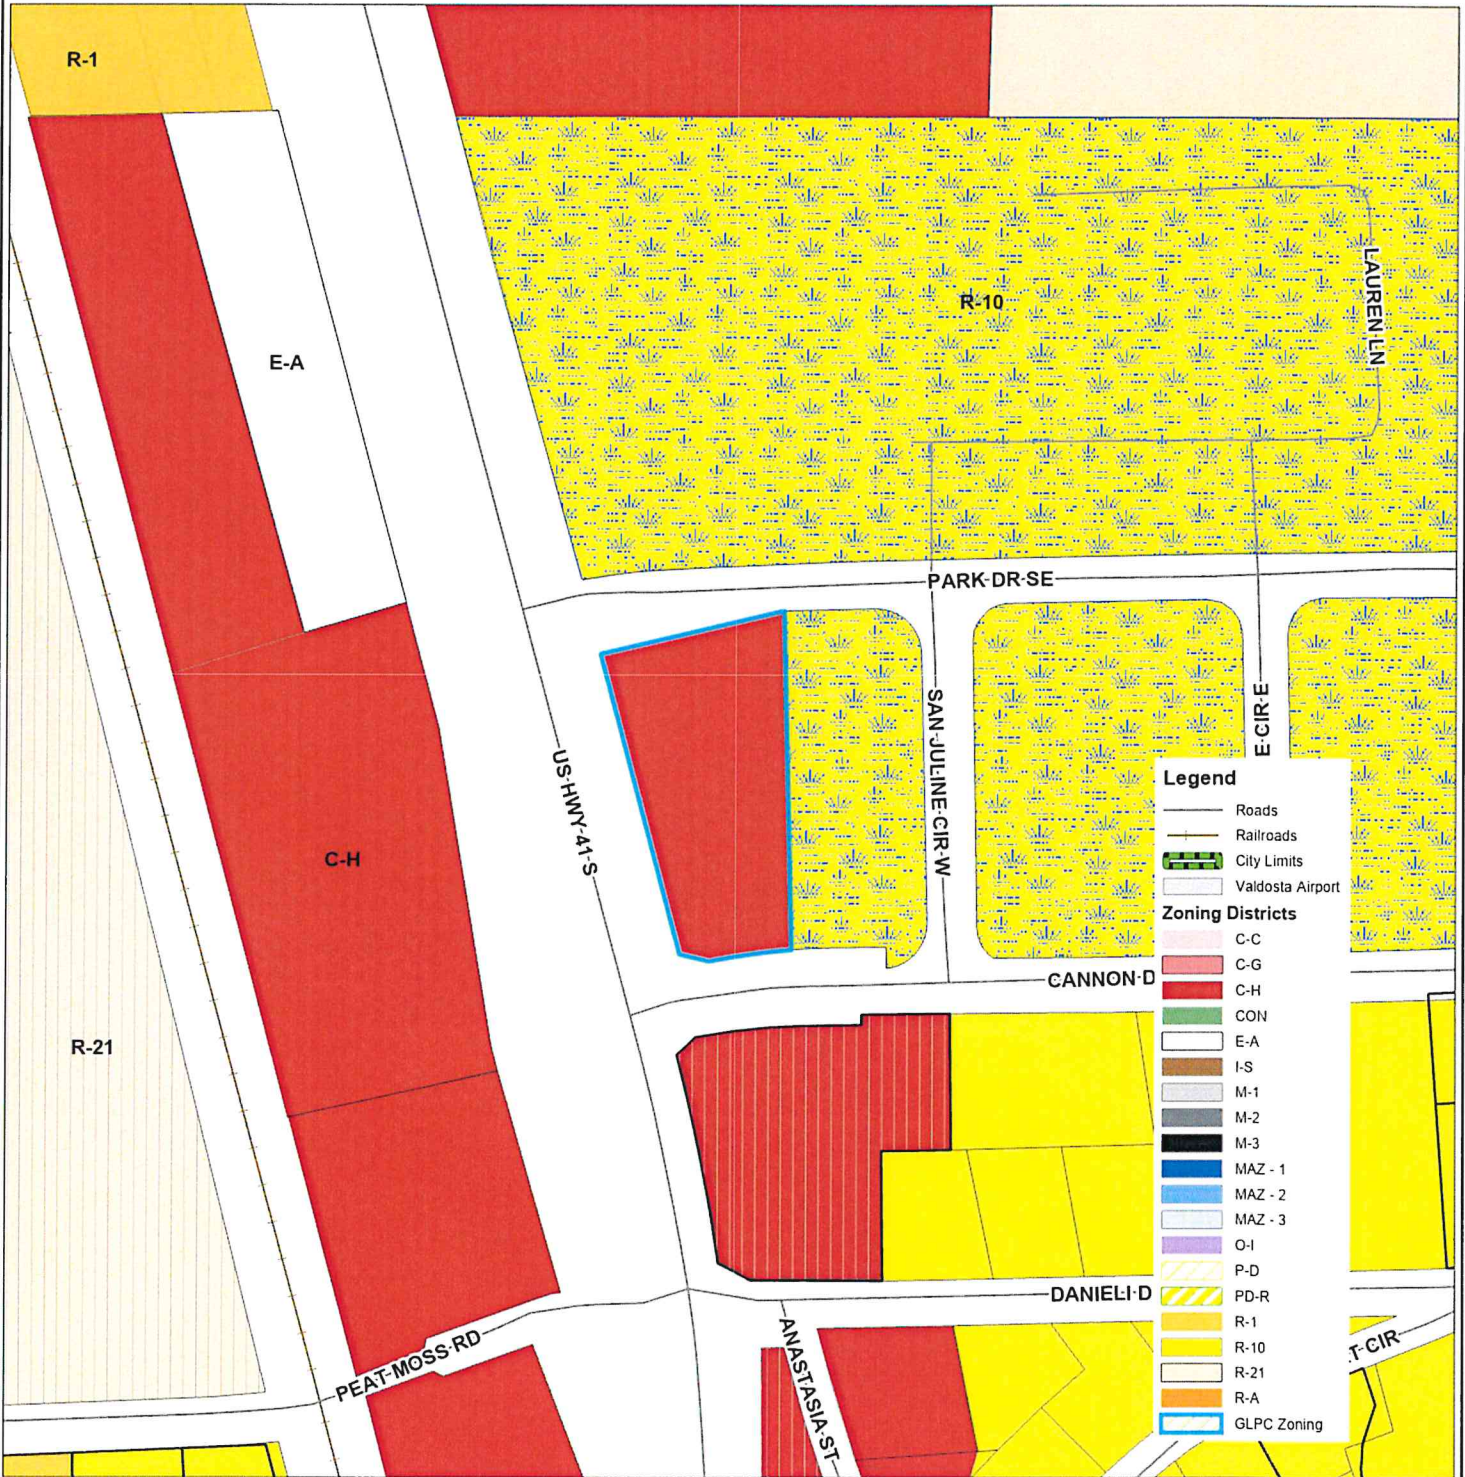 R-1
E-A
R-10
LAUREN LN
PARK DR SE
US HWY 41 S
SAN JULINE CIR W
E CIR E
C-H
R-21
CANNON D
DANIELI D
PEAT MOSS RD
ANASTASIA ST
T CIR
Legend
Roads
Railroads
City Limits
Valdosta Airport
Zoning Districts
C-C
C-G
C-H
CON
E-A
I-S
M-1
M-2
M-3
MAZ - 1
MAZ - 2
MAZ - 3
O-I
P-D
PD-R
R-1
R-10
R-21
R-A
GLPC Zoning